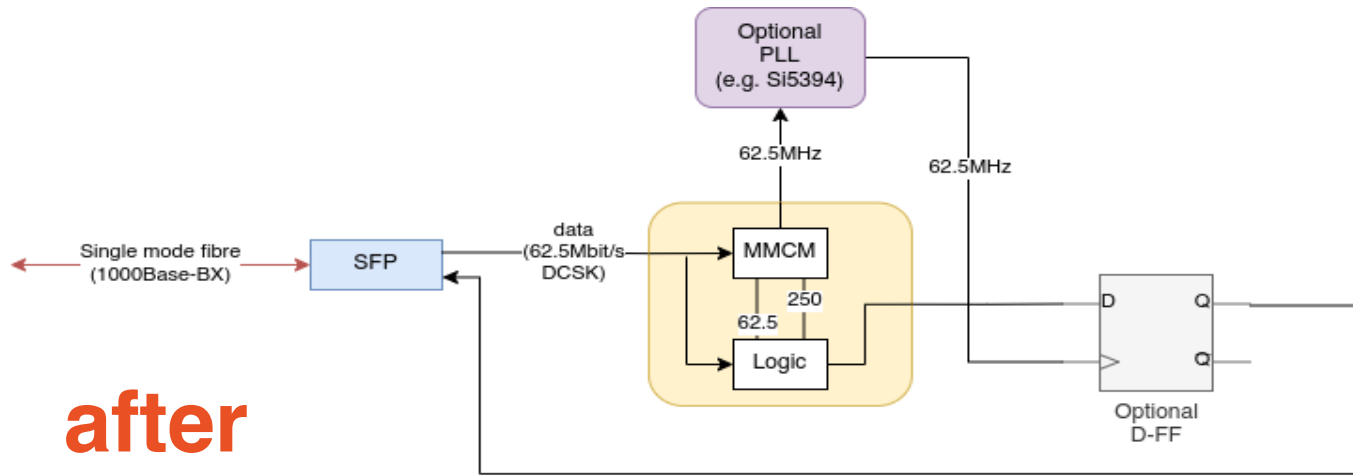 Optional
PLL
(e.g. Si5394)
62.5MHz
62.5MHz
data
(62.5Mbit/s
DCSK)
Single mode fibre
(1000Base-BX)
SFP
MMCM
250
62.5
Logic
D
Q
Q
Optional
D-FF
after